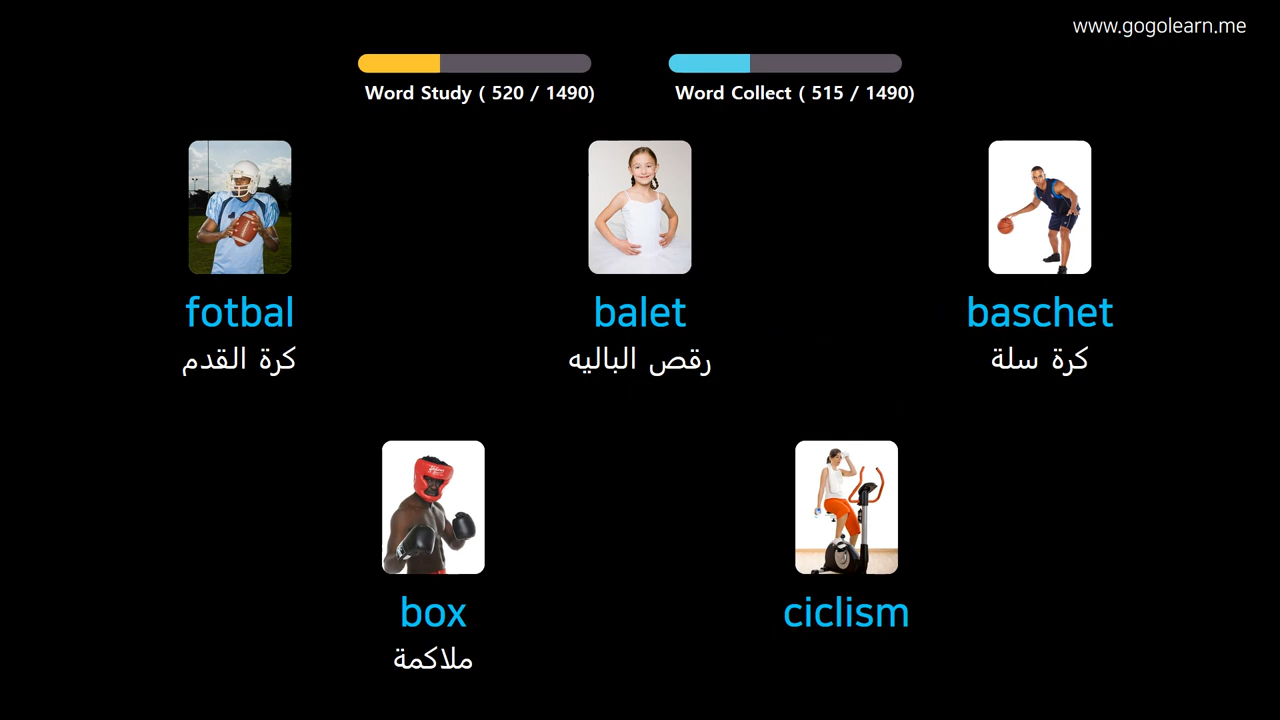 www.gogolearn.me
Word Study ( 520 / 1490)
Word Collect ( 515 / 1490)
fotbal
كرة القدم
balet
رقص الباليه
baschet
كرة سلة
box
ملاكمة
ciclism